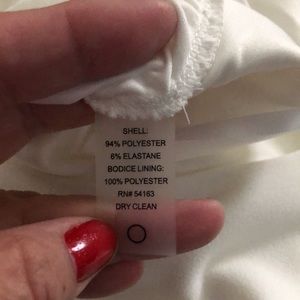 SHELL:
94% POLYESTER
6% ELASTANE
BODICE LINING:
100% POLYESTER
RN# 54163
DRY CLEAN